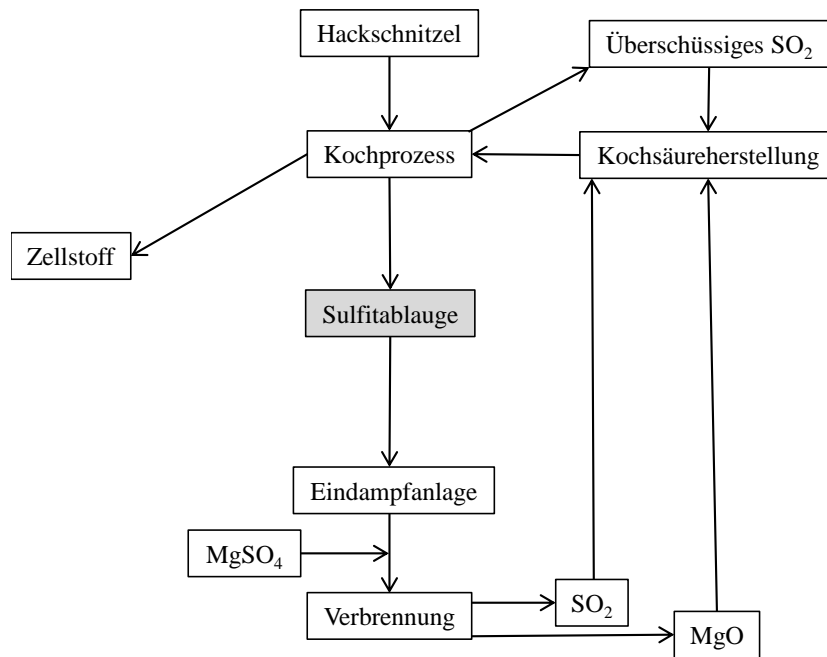 Hackschnitzel
Überschüssiges SO₂
Kochprozess
Kochsäureherstellung
Zellstoff
Sulfitablauge
Eindampfanlage
MgSO₄
Verbrennung
SO₂
MgO